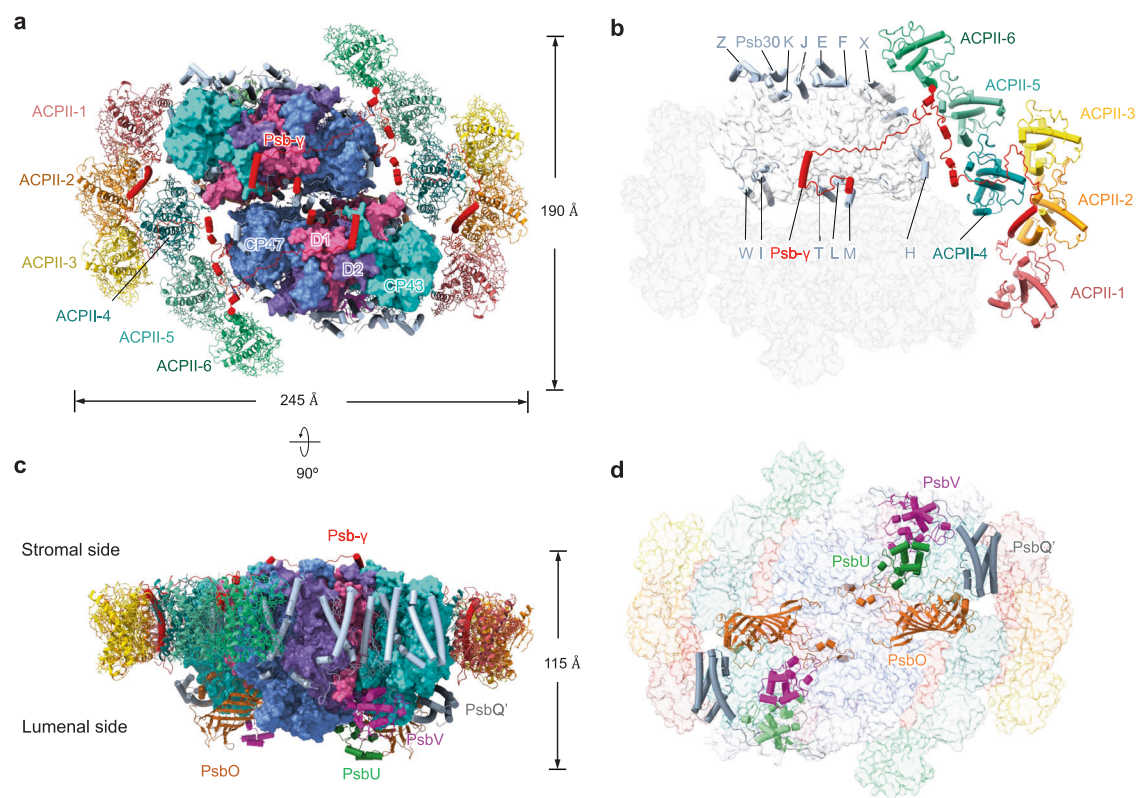 a
ACPII-1
ACPII-2
ACPII-3
ACPII-4
ACPII-5
ACPII-6
Psb-γ
CP47
D1
D2
CP43
190 Å
245 Å
90º
b
Z Psb30 K J E F X
ACPII-6
ACPII-5
ACPII-3
ACPII-2
W I Psb-γ T L M H ACPII-4
ACPII-1
c
Stromal side
Psb-γ
115 Å
Lumenal side
PsbQ'
PsbV
PsbO
PsbU
d
PsbV
PsbU
PsbQ'
PsbO